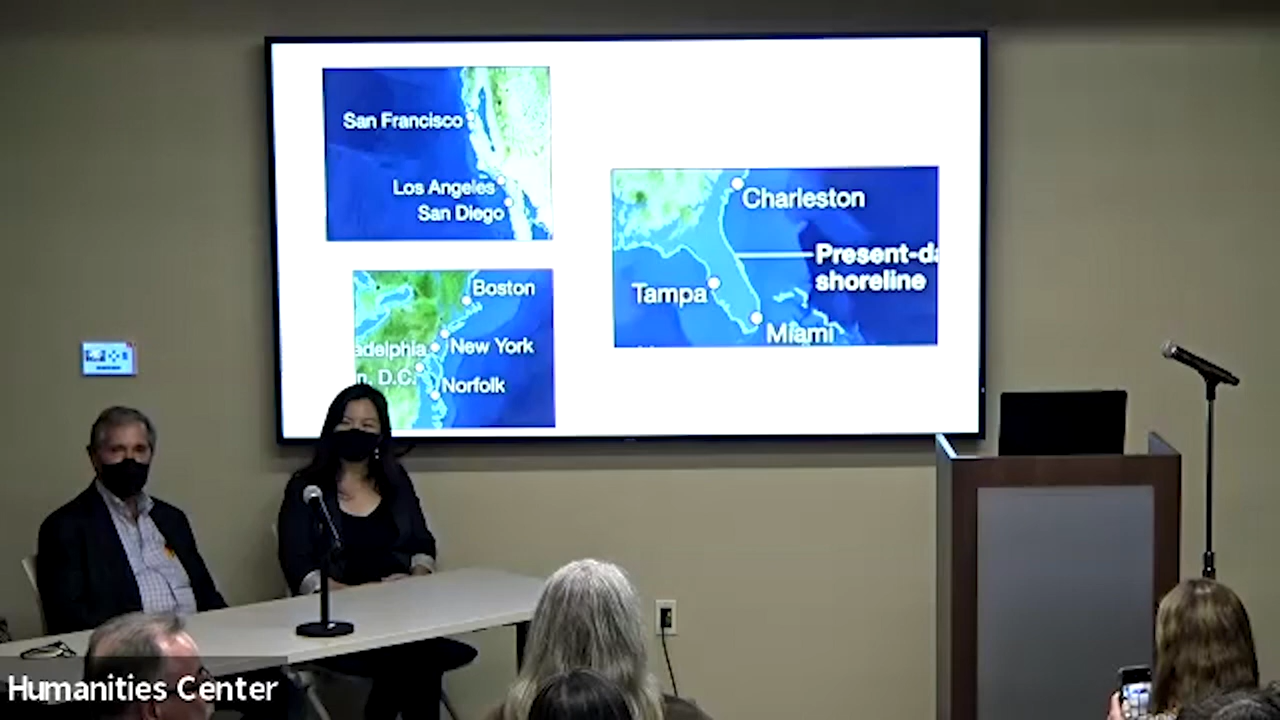 San Francisco
Los Angeles
San Diego
Boston
New York
adelphia
n, D.C.
Norfolk
Charleston
Present-da
shoreline
Tampa
Miami
Humanities Center